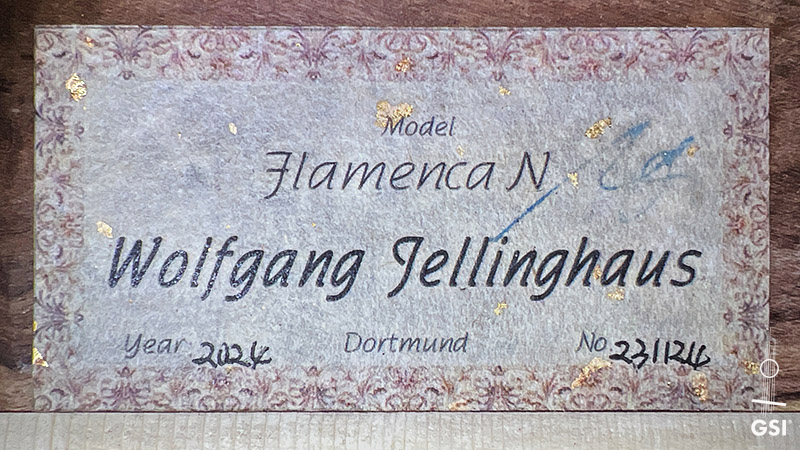 Model
Flamenca N
Wolfgang Jellinghaus
Year 2024 Dortmund No 231124
GSI